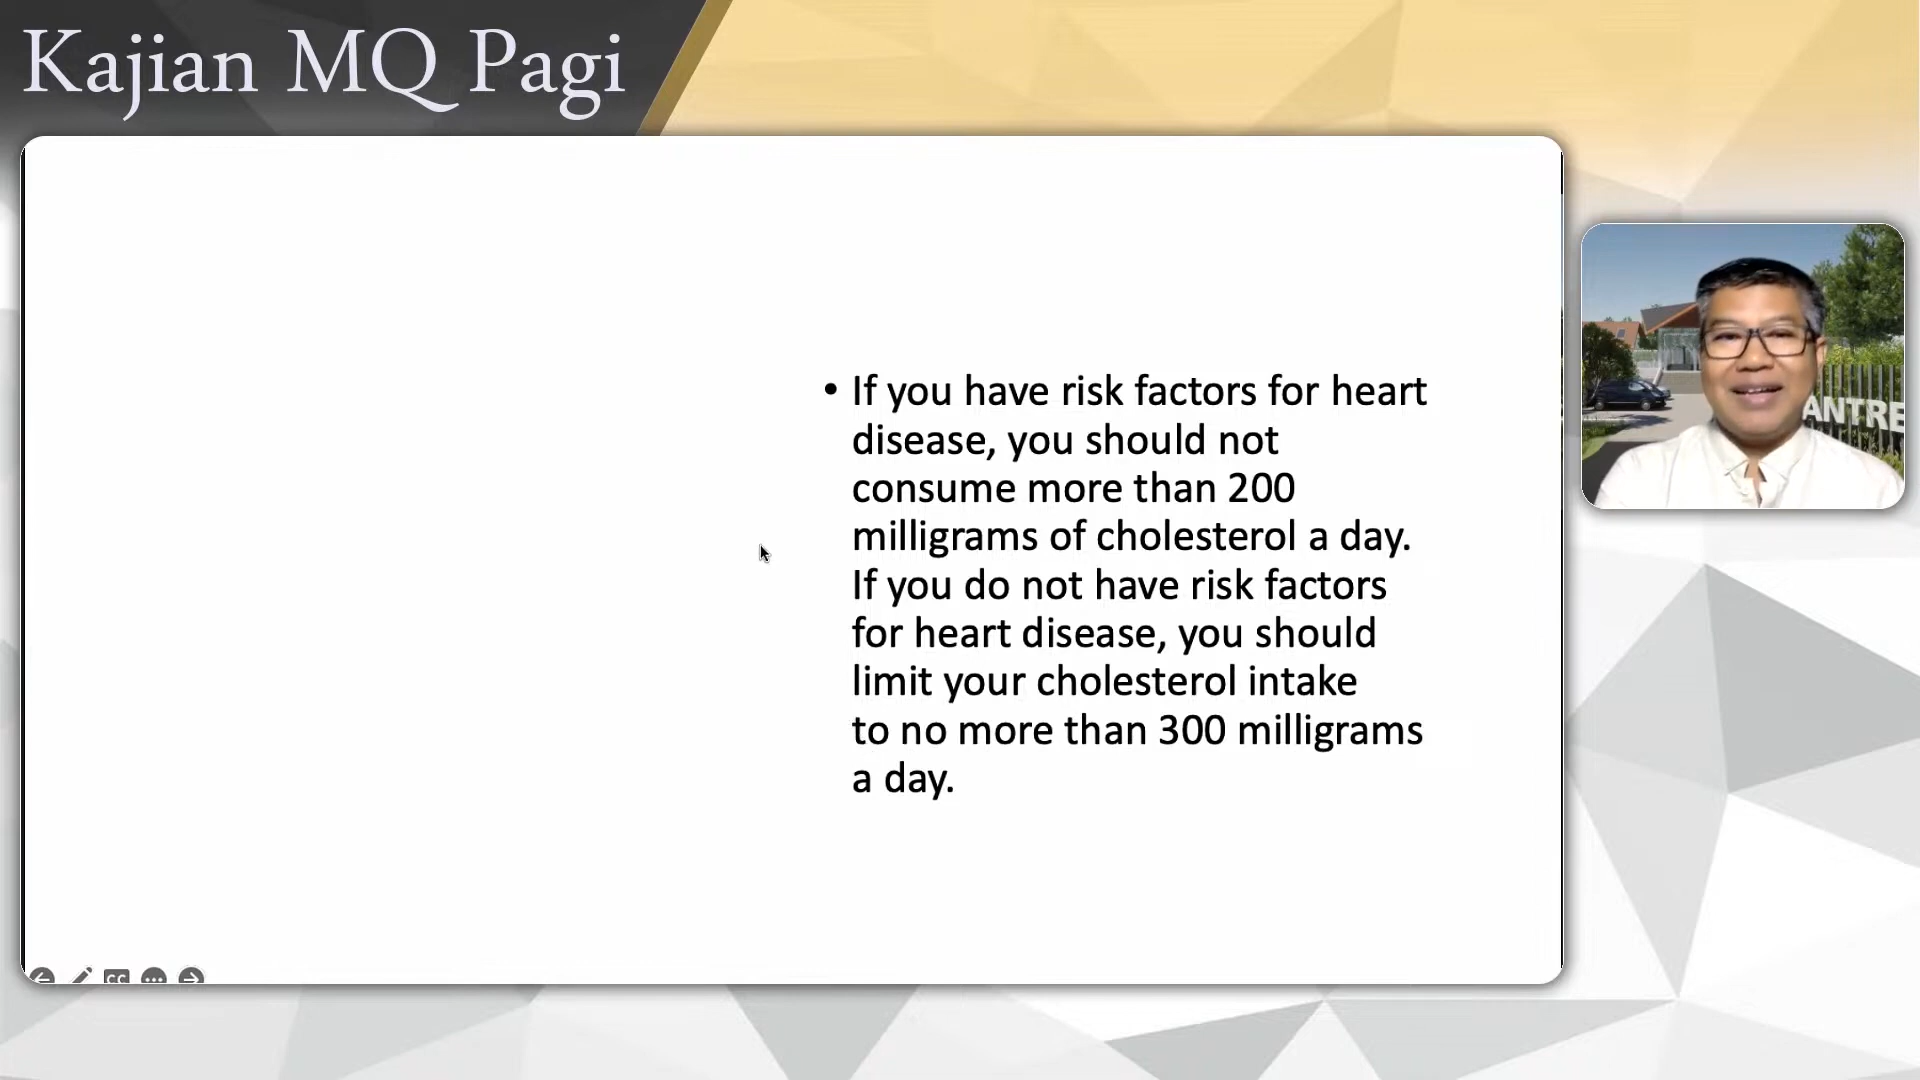 Kajian MQ Pagi
• If you have risk factors for heart
disease, you should not
consume more than 200
milligrams of cholesterol a day.
If you do not have risk factors
for heart disease, you should
limit your cholesterol intake
to no more than 300 milligrams
a day.
ANTRE
CC